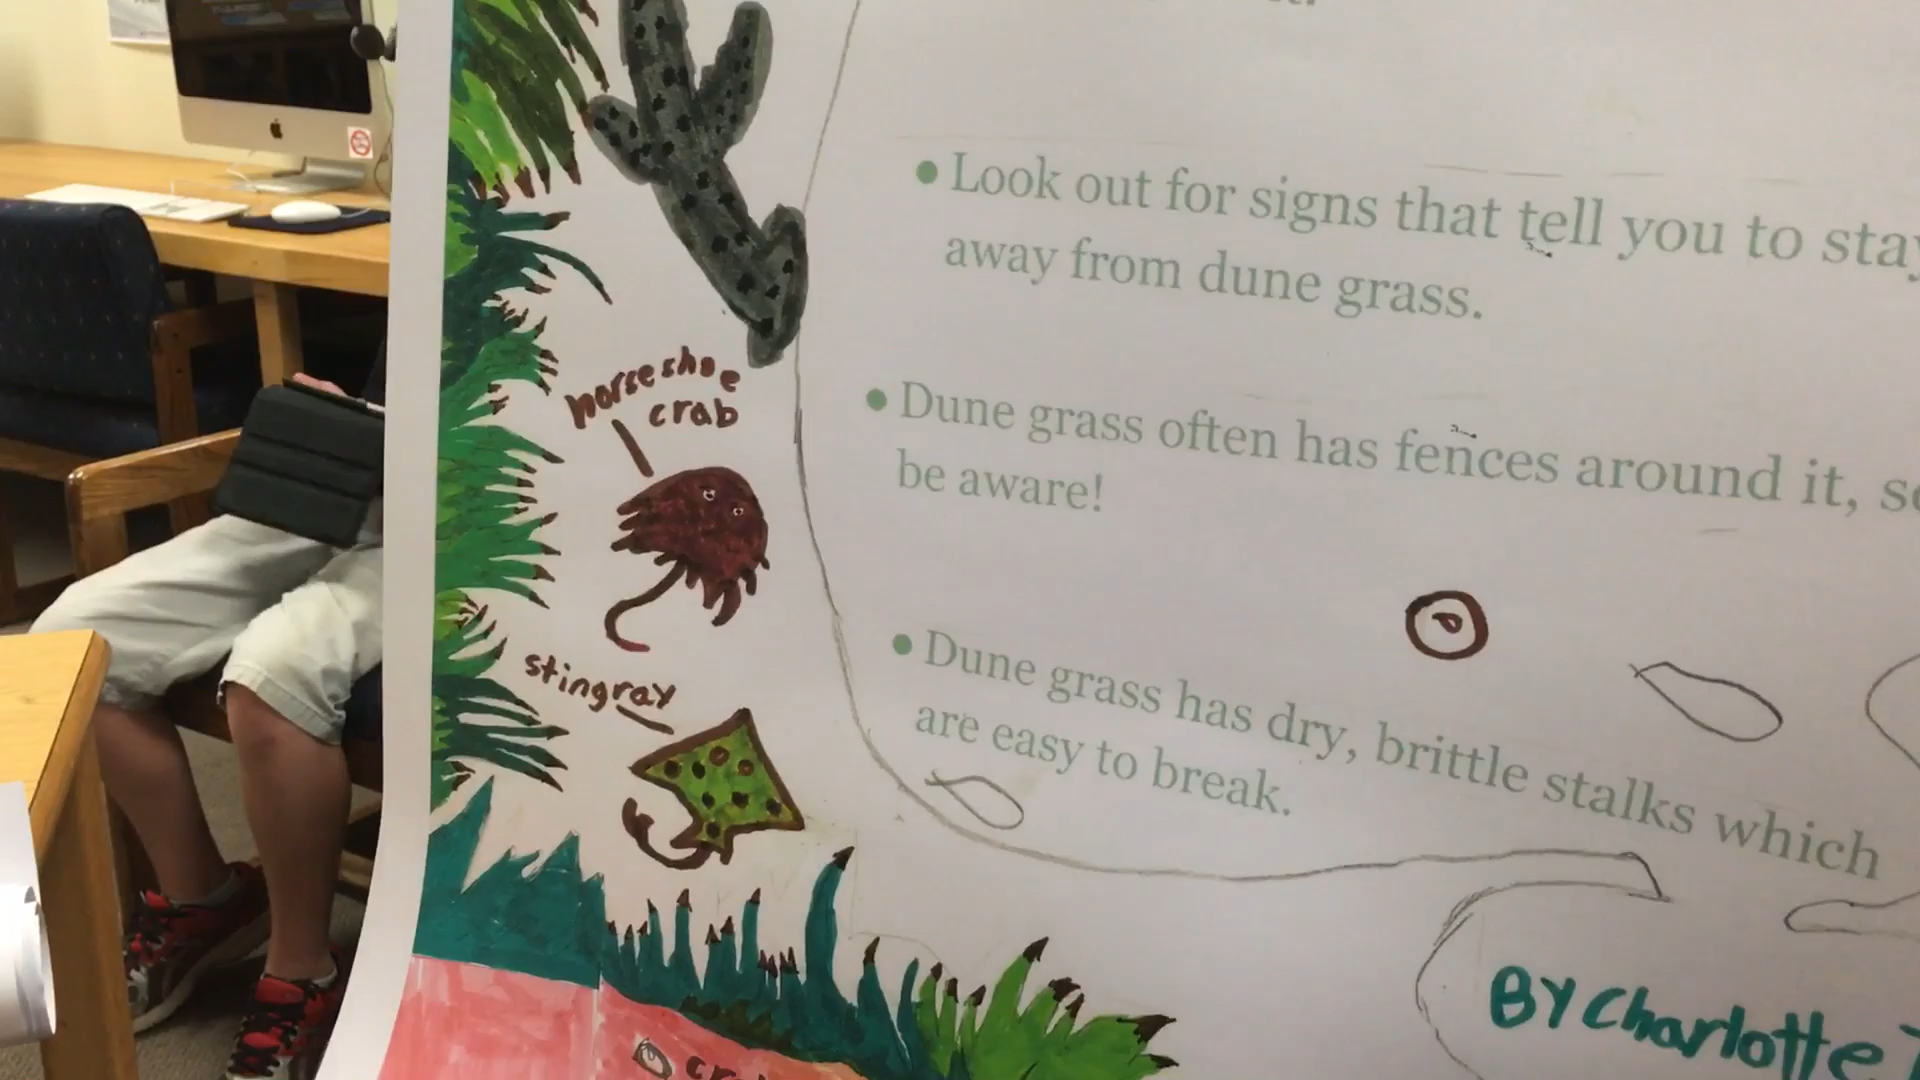 • Look out for signs that tell you to stay
away from dune grass.
horseshoe
crab
• Dune grass often has fences around it, so
be aware!
stingray
• Dune grass has dry, brittle stalks which
are easy to break.
BY Charlotte